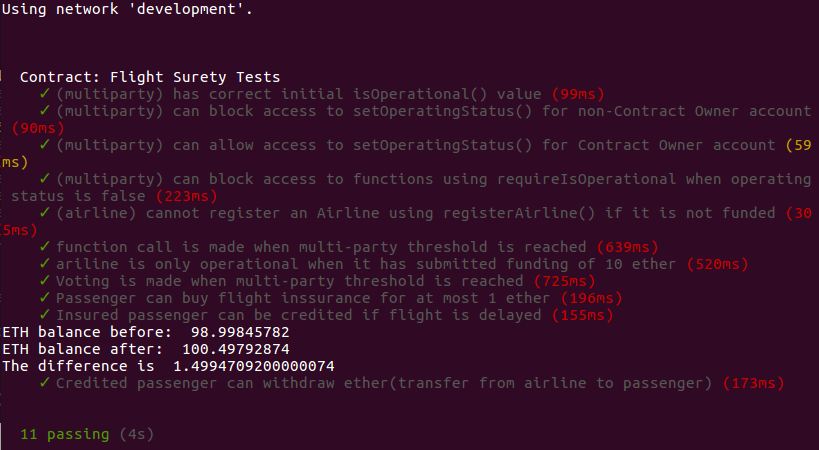 Using network 'development'.
Contract: Flight Surety Tests
✓ (multiparty) has correct initial isOperational() value (99ms)
✓ (multiparty) can block access to setOperatingStatus() for non-Contract Owner account
(90ms)
✓ (multiparty) can allow access to setOperatingStatus() for Contract Owner account (59
ms)
✓ (multiparty) can block access to functions using requireIsOperational when operating
status is false (223ms)
✓ (airline) cannot register an Airline using registerAirline() if it is not funded (30
5ms)
✓ function call is made when multi-party threshold is reached (639ms)
✓ ariline is only operational when it has submitted funding of 10 ether (520ms)
✓ Voting is made when multi-party threshold is reached (725ms)
✓ Passenger can buy flight inssurance for at most 1 ether (196ms)
✓ Insured passenger can be credited if flight is delayed (155ms)
ETH balance before:  98.99845782
ETH balance after:  100.49792874
The difference is  1.4994709200000074
✓ Credited passenger can withdraw ether(transfer from airline to passenger) (173ms)
11 passing (4s)